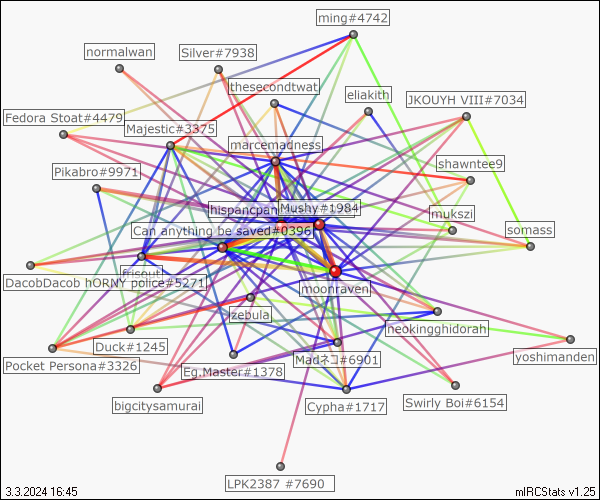 ming#4742
normalwan
Silver#7938
thesecondtwat
eliakith
JKOUYH VIII#7034
Fedora Stoat#4479
Majestic#3375
marcemadness
shawntee9
Pikabro#9971
hispancpan
Mushy#1984
mukszi
Can anything be saved#0396
somass
frisout
DacobDacob hORNY police#5271
moonraven
Izebula
neokingghidorah
Duck#1245
Madネコ#6901
yoshimanden
Pocket Persona#3326
Eg.Master#1378
bigcitysamurai
Cypha#1717
Swirly Boi#6154
LPK2387 #7690
3.3.2024 16:45
mIRCStats v1.25